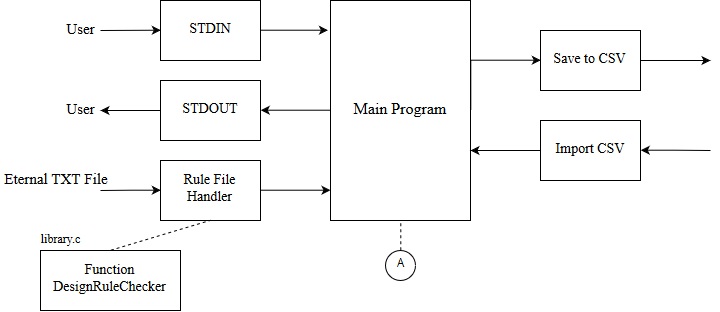 User
STDIN
Save to CSV
User
STDOUT
Main Program
Import CSV
Eternal TXT File
Rule File
Handler
library.c
A
Function
DesignRuleChecker